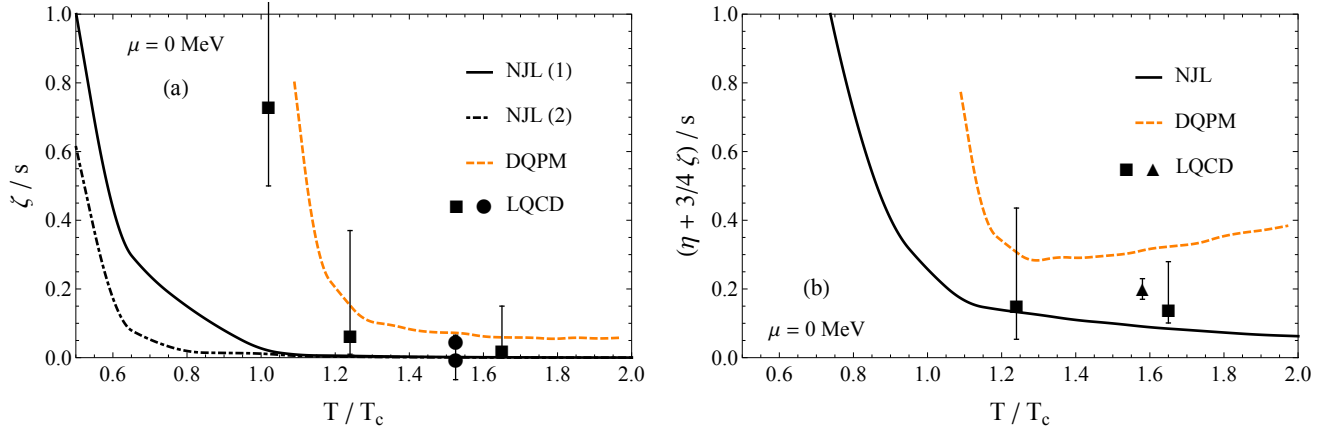 1.0
0.8
0.6
0.4
0.2
0.0
0.6 0.8 1.0 1.2 1.4 1.6 1.8 2.0
ζ / s
T / Tc
μ = 0 MeV
(a)
NJL (1)
NJL (2)
DQPM
LQCD
1.0
0.8
0.6
0.4
0.2
0.0
0.6 0.8 1.0 1.2 1.4 1.6 1.8 2.0
(η + 3/4 ζ) / s
T / Tc
NJL
DQPM
LQCD
(b)
μ = 0 MeV